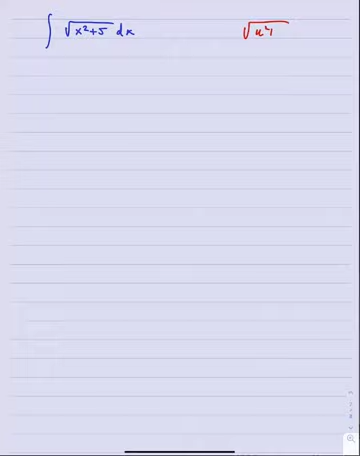 ∫ √(x²+5) dx √(u²